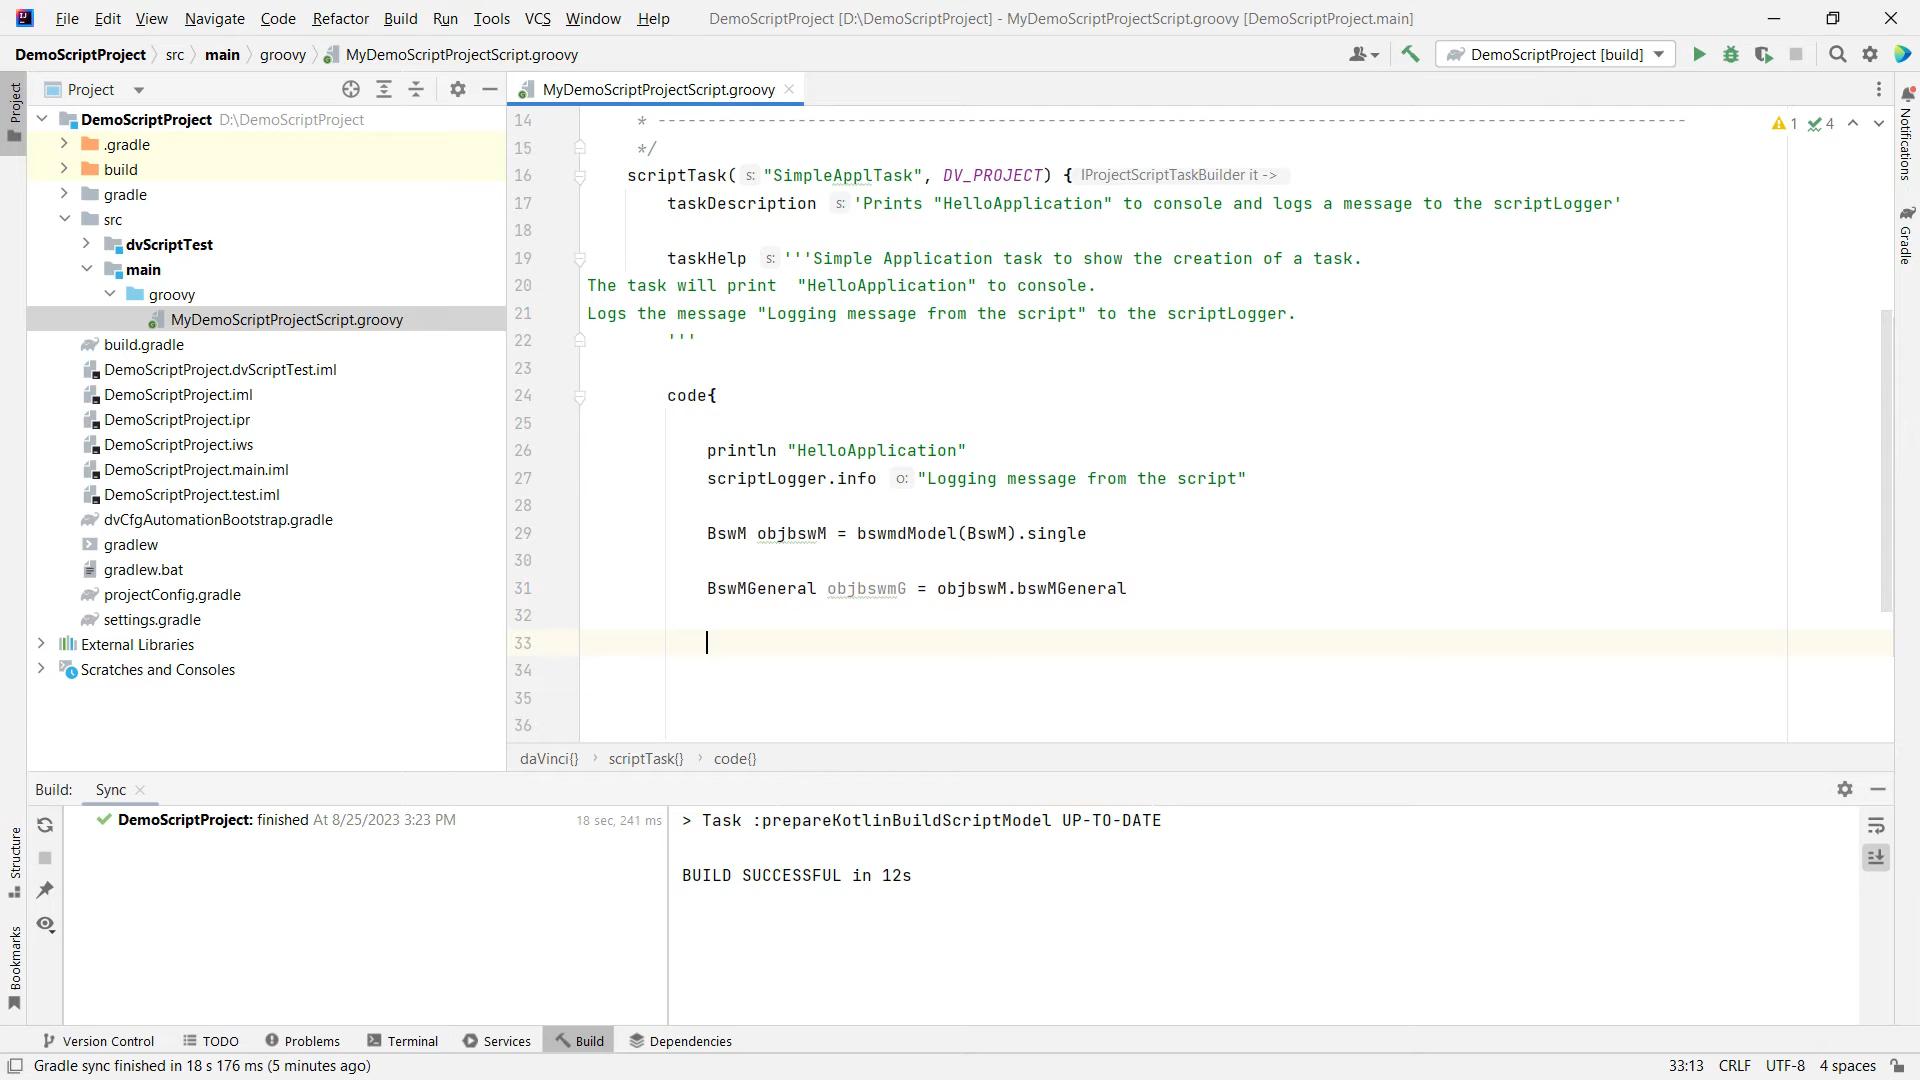 File Edit View Navigate Code Refactor Build Run Tools VCS Window Help DemoScriptProject [D:\DemoScriptProject] - MyDemoScriptProjectScript.groovy [DemoScriptProject.main]
DemoScriptProject src main groovy MyDemoScriptProjectScript.groovy DemoScriptProject [build]
Project
Project
MyDemoScriptProjectScript.groovy
DemoScriptProject D:\DemoScriptProject
.gradle
build
gradle
src
dvScriptTest
main
groovy
MyDemoScriptProjectScript.groovy
build.gradle
DemoScriptProject.dvScriptTest.iml
DemoScriptProject.iml
DemoScriptProject.ipr
DemoScriptProject.iws
DemoScriptProject.main.iml
DemoScriptProject.test.iml
dvCfgAutomationBootstrap.gradle
gradlew
gradlew.bat
projectConfig.gradle
settings.gradle
External Libraries
Scratches and Consoles
14 * -------------------------------------------------------------------------------------------------------
1 4
15 */
16 scriptTask( s: "SimpleApplTask", DV_PROJECT) { IProjectScriptTaskBuilder it ->
17 taskDescription s: 'Prints "HelloApplication" to console and logs a message to the scriptLogger'
18
19 taskHelp s: '''Simple Application task to show the creation of a task.
20 The task will print  "HelloApplication" to console.
21 Logs the message "Logging message from the script" to the scriptLogger.
22 '''
23
24 code{
25
26 println "HelloApplication"
27 scriptLogger.info o: "Logging message from the script"
28
29 BswM objbswM = bswmdModel(BswM).single
30
31 BswMGeneral objbswmG = objbswM.bswMGeneral
32
33
34
35
36
daVinci{} scriptTask{} code{}
Notifications
Gradle
Build: Sync
DemoScriptProject: finished At 8/25/2023 3:23 PM 18 sec, 241 ms
> Task :prepareKotlinBuildScriptModel UP-TO-DATE
BUILD SUCCESSFUL in 12s
Structure
Bookmarks
Version Control TODO Problems Terminal Services Build Dependencies
Gradle sync finished in 18 s 176 ms (5 minutes ago) 33:13 CRLF UTF-8 4 spaces